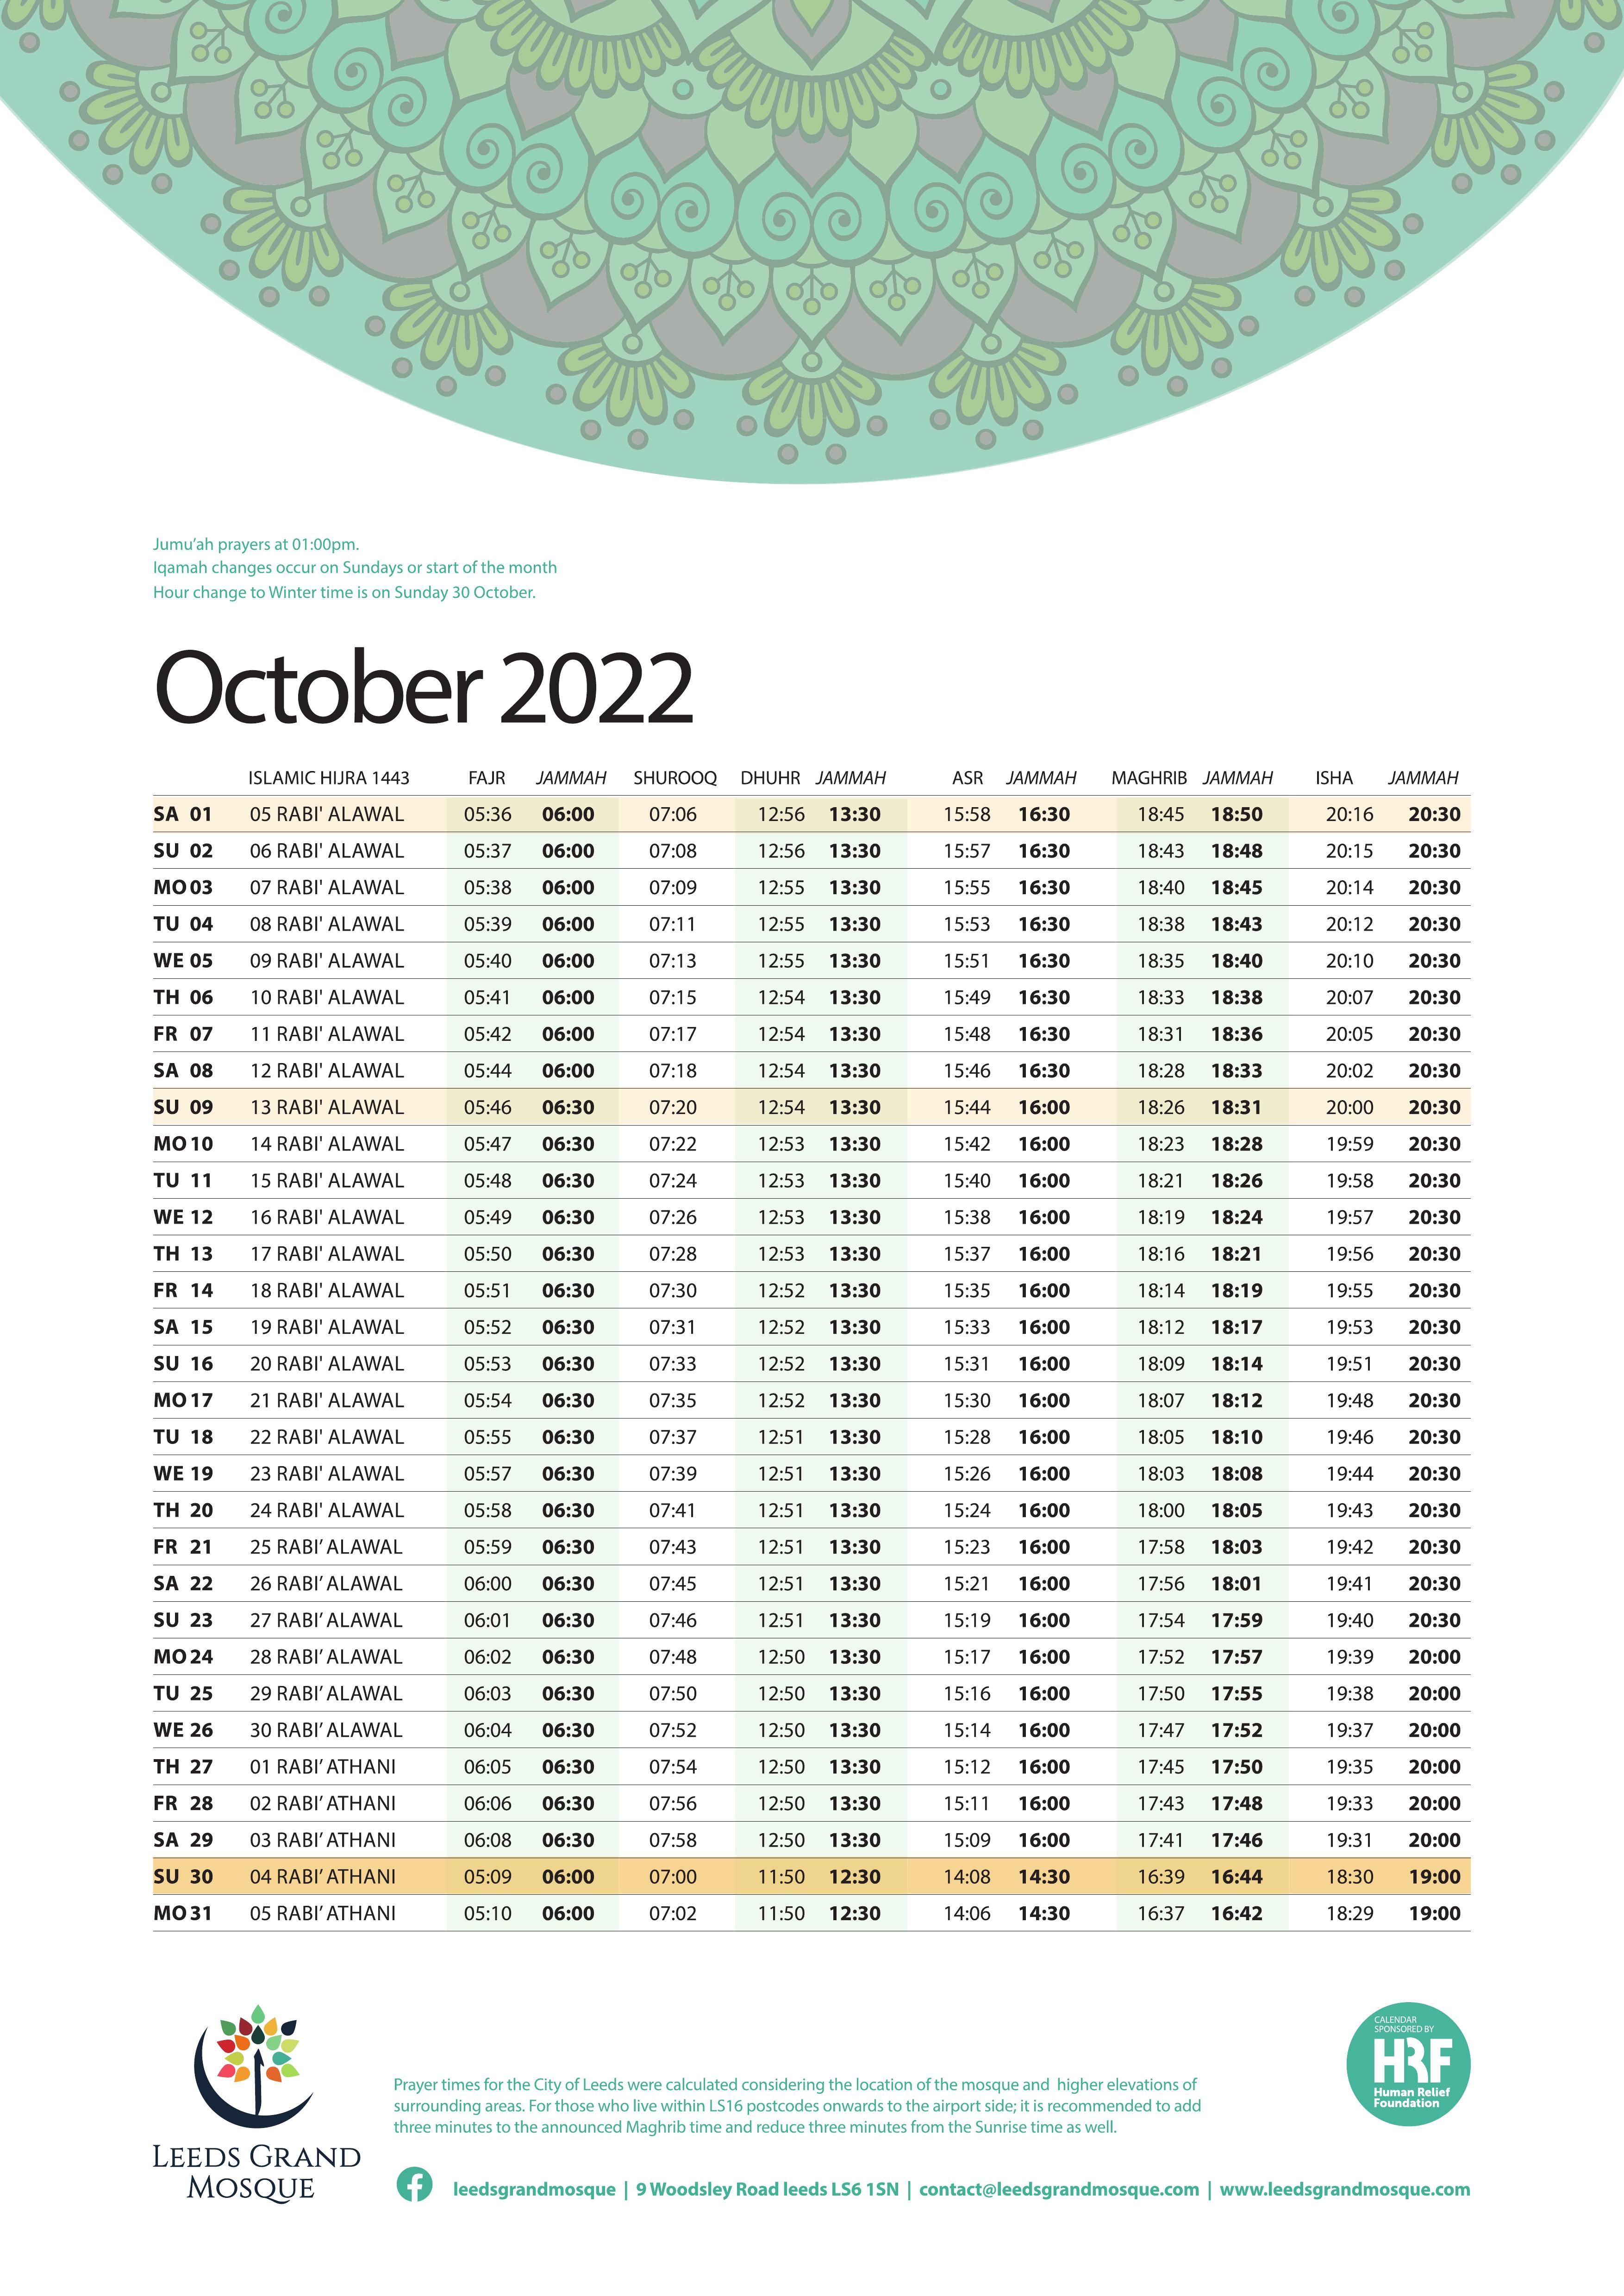 Jumu'ah prayers at 01:00pm.
Iqamah changes occur on Sundays or start of the month
Hour change to Winter time is on Sunday 30 October.
October 2022
ISLAMIC HIJRA 1443 FAJR JAMMAH SHUROOQ DHUHR JAMMAH ASR JAMMAH MAGHRIB JAMMAH ISHA JAMMAH
SA 01 05 RABI' ALAWAL 05:36 06:00 07:06 12:56 13:30 15:58 16:30 18:45 18:50 20:16 20:30
SU 02 06 RABI' ALAWAL 05:37 06:00 07:08 12:56 13:30 15:57 16:30 18:43 18:48 20:15 20:30
MO 03 07 RABI' ALAWAL 05:38 06:00 07:09 12:55 13:30 15:55 16:30 18:40 18:45 20:14 20:30
TU 04 08 RABI' ALAWAL 05:39 06:00 07:11 12:55 13:30 15:53 16:30 18:38 18:43 20:12 20:30
WE 05 09 RABI' ALAWAL 05:40 06:00 07:13 12:55 13:30 15:51 16:30 18:35 18:40 20:10 20:30
TH 06 10 RABI' ALAWAL 05:41 06:00 07:15 12:54 13:30 15:49 16:30 18:33 18:38 20:07 20:30
FR 07 11 RABI' ALAWAL 05:42 06:00 07:17 12:54 13:30 15:48 16:30 18:31 18:36 20:05 20:30
SA 08 12 RABI' ALAWAL 05:44 06:00 07:18 12:54 13:30 15:46 16:30 18:28 18:33 20:02 20:30
SU 09 13 RABI' ALAWAL 05:46 06:30 07:20 12:54 13:30 15:44 16:00 18:26 18:31 20:00 20:30
MO 10 14 RABI' ALAWAL 05:47 06:30 07:22 12:53 13:30 15:42 16:00 18:23 18:28 19:59 20:30
TU 11 15 RABI' ALAWAL 05:48 06:30 07:24 12:53 13:30 15:40 16:00 18:21 18:26 19:58 20:30
WE 12 16 RABI' ALAWAL 05:49 06:30 07:26 12:53 13:30 15:38 16:00 18:19 18:24 19:57 20:30
TH 13 17 RABI' ALAWAL 05:50 06:30 07:28 12:53 13:30 15:37 16:00 18:16 18:21 19:56 20:30
FR 14 18 RABI' ALAWAL 05:51 06:30 07:30 12:52 13:30 15:35 16:00 18:14 18:19 19:55 20:30
SA 15 19 RABI' ALAWAL 05:52 06:30 07:31 12:52 13:30 15:33 16:00 18:12 18:17 19:53 20:30
SU 16 20 RABI' ALAWAL 05:53 06:30 07:33 12:52 13:30 15:31 16:00 18:09 18:14 19:51 20:30
MO 17 21 RABI' ALAWAL 05:54 06:30 07:35 12:52 13:30 15:30 16:00 18:07 18:12 19:48 20:30
TU 18 22 RABI' ALAWAL 05:55 06:30 07:37 12:51 13:30 15:28 16:00 18:05 18:10 19:46 20:30
WE 19 23 RABI' ALAWAL 05:57 06:30 07:39 12:51 13:30 15:26 16:00 18:03 18:08 19:44 20:30
TH 20 24 RABI' ALAWAL 05:58 06:30 07:41 12:51 13:30 15:24 16:00 18:00 18:05 19:43 20:30
FR 21 25 RABI' ALAWAL 05:59 06:30 07:43 12:51 13:30 15:23 16:00 17:58 18:03 19:42 20:30
SA 22 26 RABI' ALAWAL 06:00 06:30 07:45 12:51 13:30 15:21 16:00 17:56 18:01 19:41 20:30
SU 23 27 RABI' ALAWAL 06:01 06:30 07:46 12:51 13:30 15:19 16:00 17:54 17:59 19:40 20:30
MO 24 28 RABI' ALAWAL 06:02 06:30 07:48 12:50 13:30 15:17 16:00 17:52 17:57 19:39 20:00
TU 25 29 RABI' ALAWAL 06:03 06:30 07:50 12:50 13:30 15:16 16:00 17:50 17:55 19:38 20:00
WE 26 30 RABI' ALAWAL 06:04 06:30 07:52 12:50 13:30 15:14 16:00 17:47 17:52 19:37 20:00
TH 27 01 RABI' ATHANI 06:05 06:30 07:54 12:50 13:30 15:12 16:00 17:45 17:50 19:35 20:00
FR 28 02 RABI' ATHANI 06:06 06:30 07:56 12:50 13:30 15:11 16:00 17:43 17:48 19:33 20:00
SA 29 03 RABI' ATHANI 06:08 06:30 07:58 12:50 13:30 15:09 16:00 17:41 17:46 19:31 20:00
SU 30 04 RABI' ATHANI 05:09 06:00 07:00 11:50 12:30 14:08 14:30 16:39 16:44 18:30 19:00
MO 31 05 RABI' ATHANI 05:10 06:00 07:02 11:50 12:30 14:06 14:30 16:37 16:42 18:29 19:00
CALENDAR
SPONSORED BY
HRF
Human Relief
Foundation
Prayer times for the City of Leeds were calculated considering the location of the mosque and higher elevations of
surrounding areas. For those who live within LS16 postcodes onwards to the airport side; it is recommended to add
three minutes to the announced Maghrib time and reduce three minutes from the Sunrise time as well.
LEEDS GRAND
MOSQUE
leedsgrandmosque | 9 Woodsley Road leeds LS6 1SN | contact@leedsgrandmosque.com | www.leedsgrandmosque.com